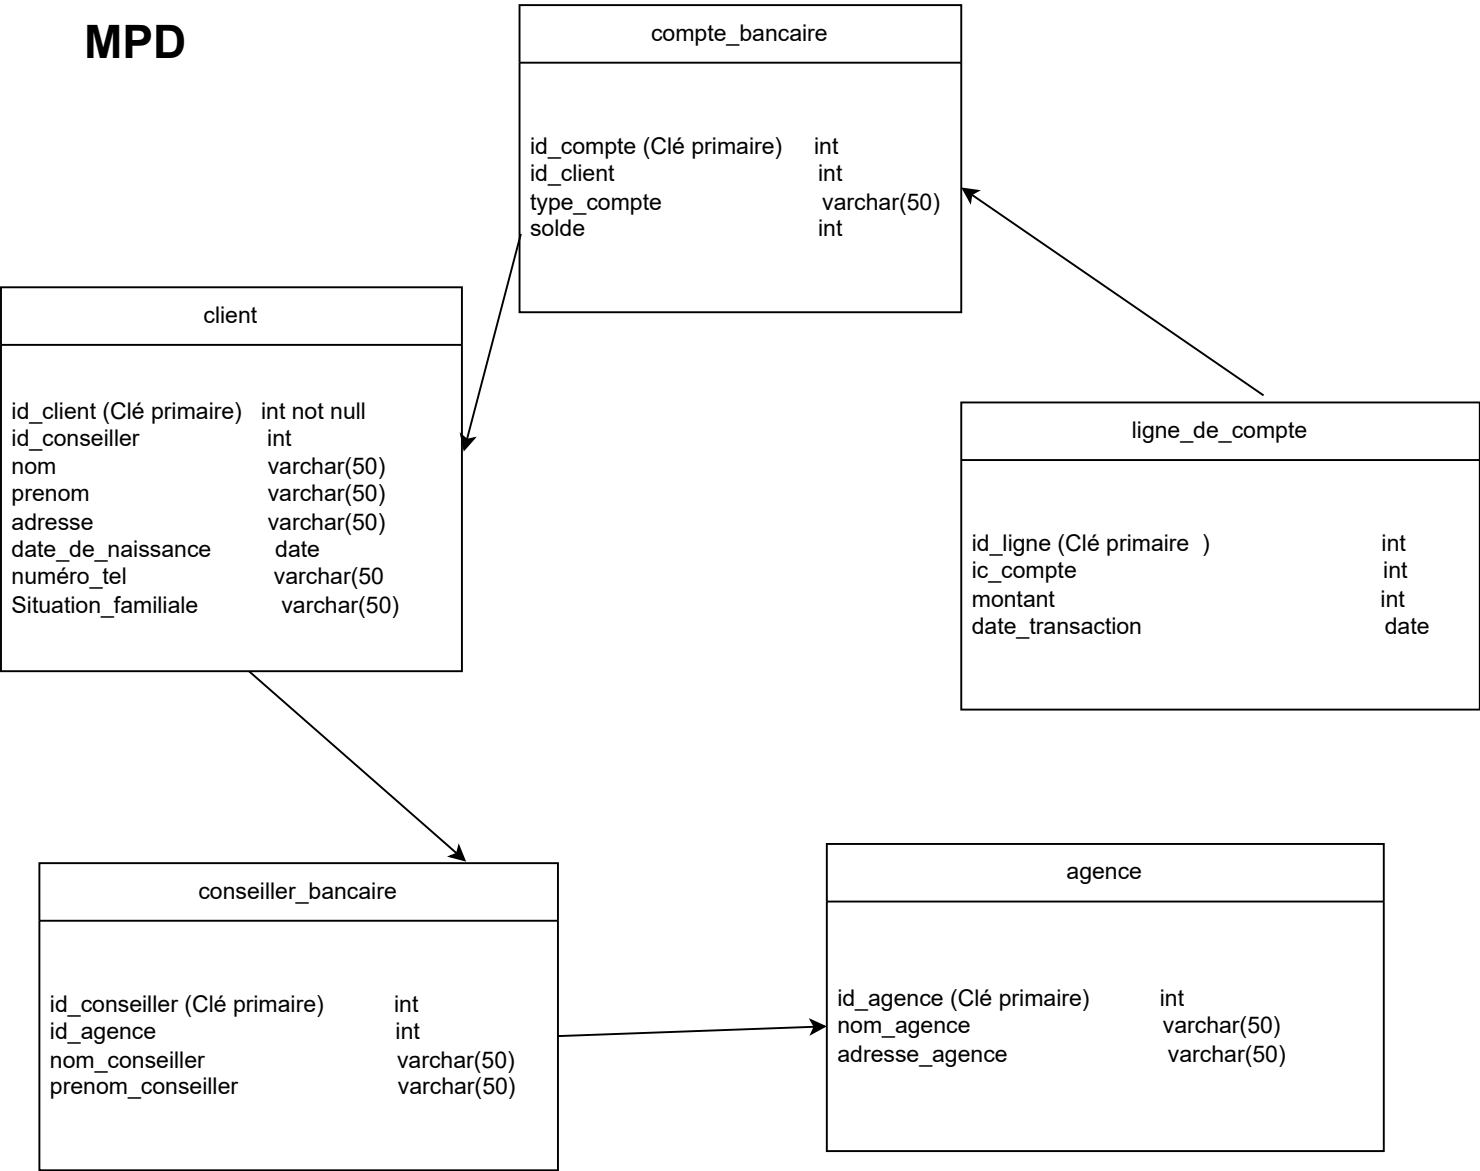 MPD
compte_bancaire
id_compte (Clé primaire) int
id_client int
type_compte varchar(50)
solde int
client
id_client (Clé primaire) int not null
id_conseiller int
nom varchar(50)
prenom varchar(50)
adresse varchar(50)
date_de_naissance date
numéro_tel varchar(50
Situation_familiale varchar(50)
ligne_de_compte
id_ligne (Clé primaire ) int
ic_compte int
montant int
date_transaction date
conseiller_bancaire
id_conseiller (Clé primaire) int
id_agence int
nom_conseiller varchar(50)
prenom_conseiller varchar(50)
agence
id_agence (Clé primaire) int
nom_agence varchar(50)
adresse_agence varchar(50)